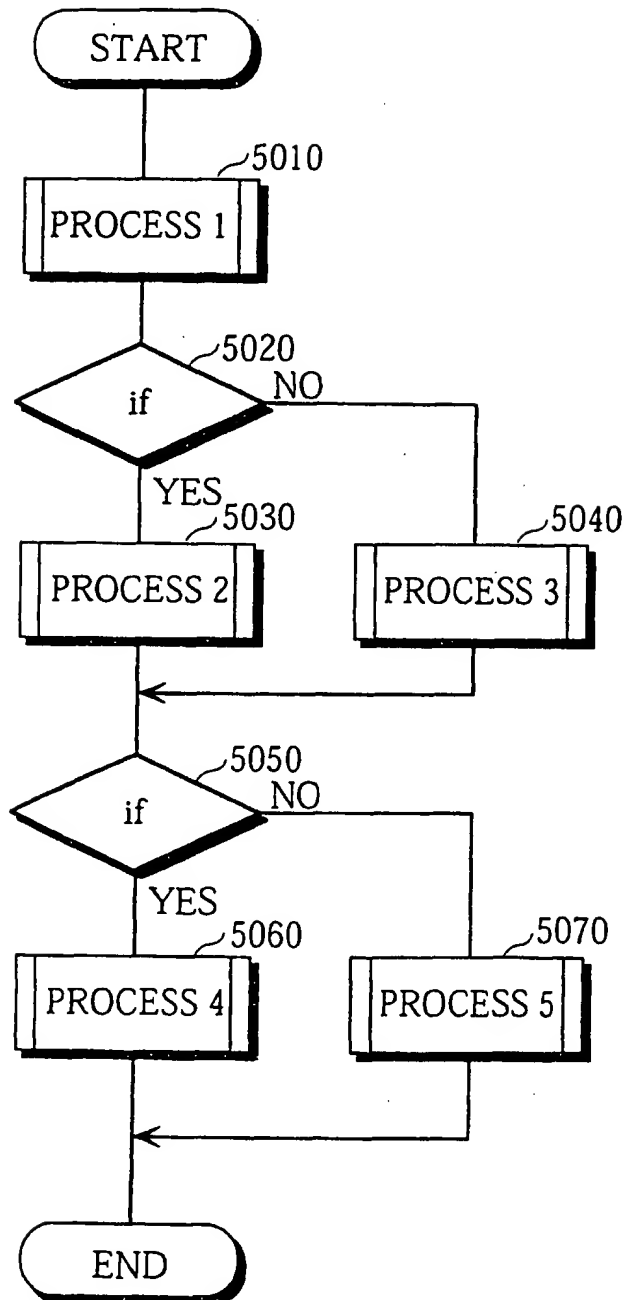 START
5010
PROCESS 1
5020
if
NO
YES
5030
PROCESS 2
5040
PROCESS 3
5050
if
NO
YES
5060
PROCESS 4
5070
PROCESS 5
END